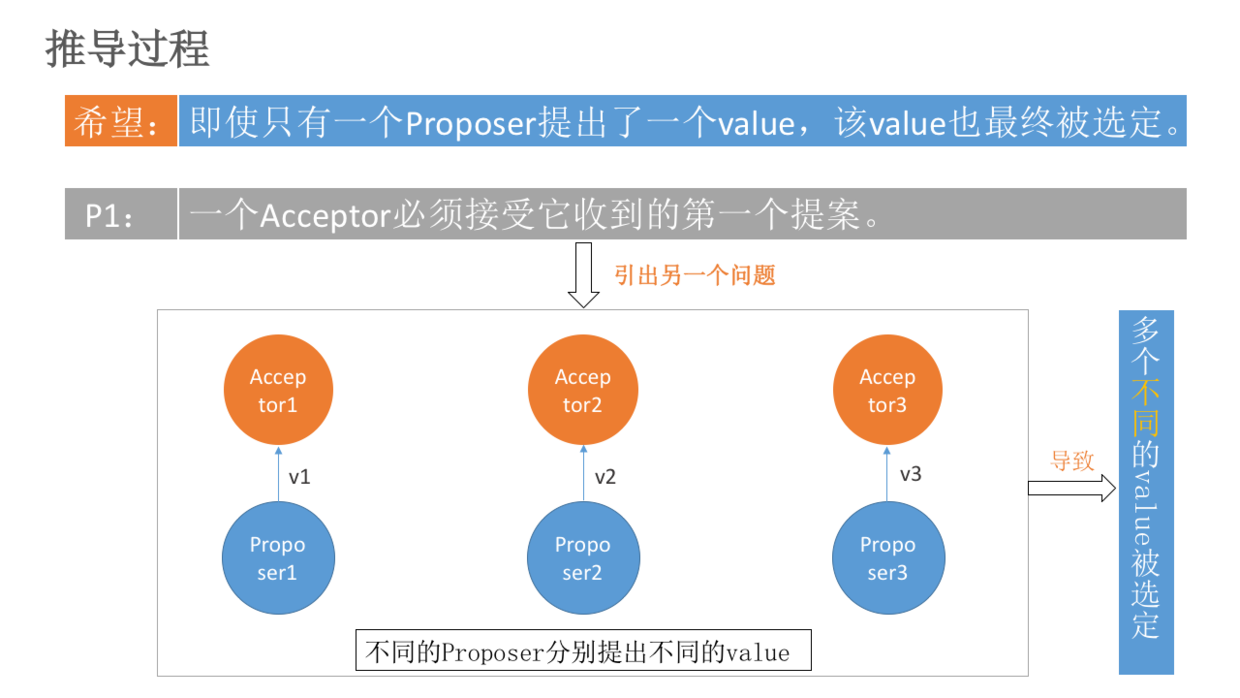 推导过程
希望：
即使只有一个Proposer提出了一个value，该value也最终被选定。
P1：
一个Acceptor必须接受它收到的第一个提案。
引出另一个问题
Accep
tor1
Accep
tor2
Accep
tor3
v1
v2
v3
Propo
ser1
Propo
ser2
Propo
ser3
不同的Proposer分别提出不同的value
导致
多个不同的value被选定